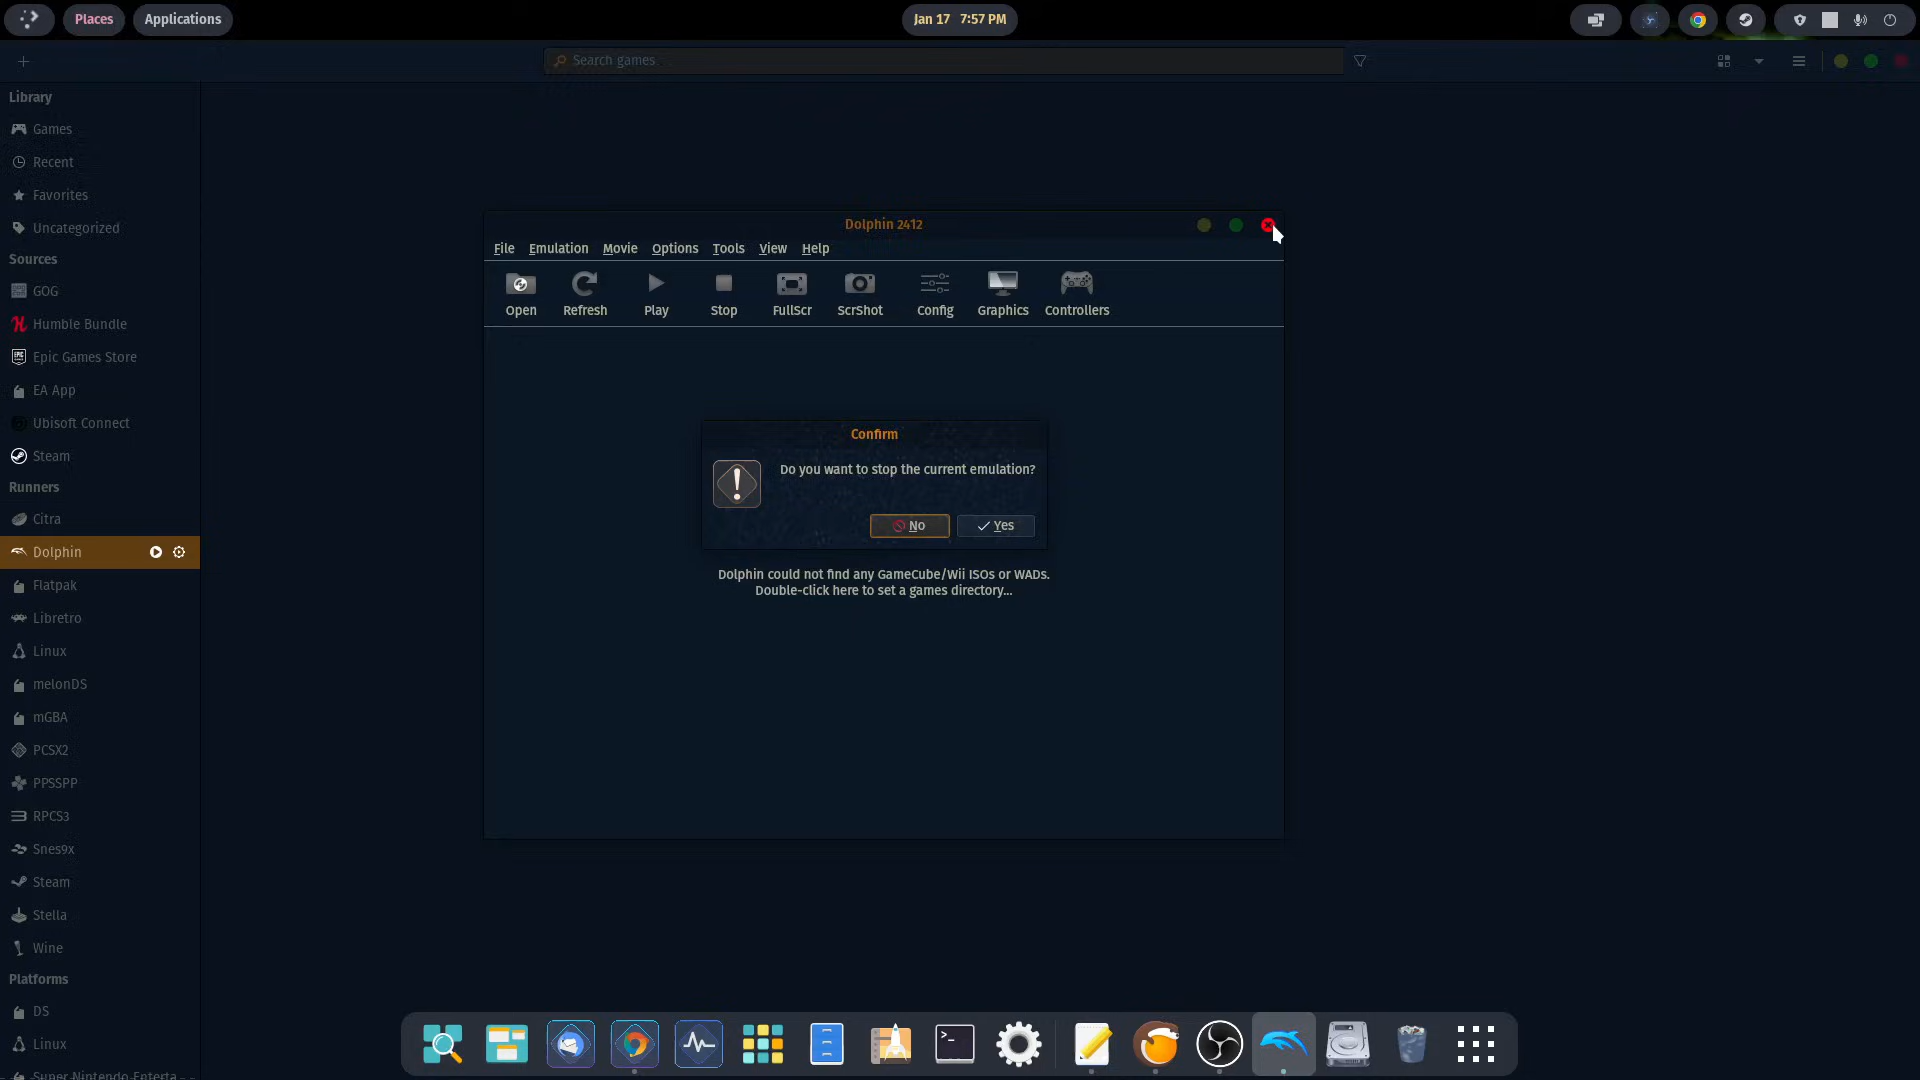 Places
Applications
Jan 17 7:57 PM
Search games
Library
Games
Recent
Favorites
Uncategorized
Sources
GOG
Humble Bundle
Epic Games Store
EA App
Ubisoft Connect
Steam
Runners
Citra
Dolphin
Flatpak
Libretro
Linux
melonDS
mGBA
PCSX2
PPSSPP
RPCS3
Snes9x
Steam
Stella
Wine
Platforms
DS
Linux
Super Nintendo Enterta
Dolphin 2412
File Emulation Movie Options Tools View Help
Open Refresh Play Stop FullScr ScrShot Config Graphics Controllers
Confirm
Do you want to stop the current emulation?
No Yes
Dolphin could not find any GameCube/Wii ISOs or WADs.
Double-click here to set a games directory...